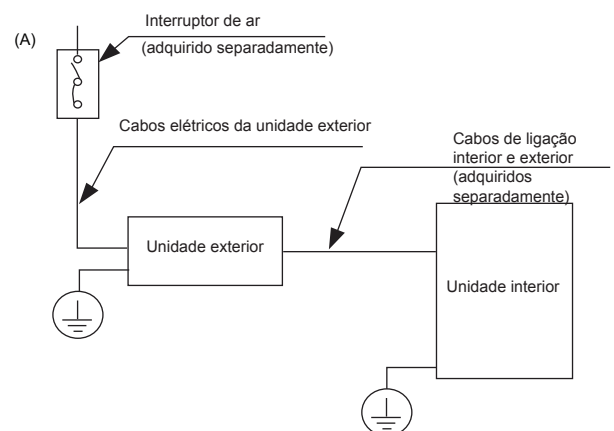 (A)
Interruptor de ar
(adquirido separadamente)
Cabos elétricos da unidade exterior
Cabos de ligação
interior e exterior
(adquiridos
separadamente)
Unidade exterior
Unidade interior